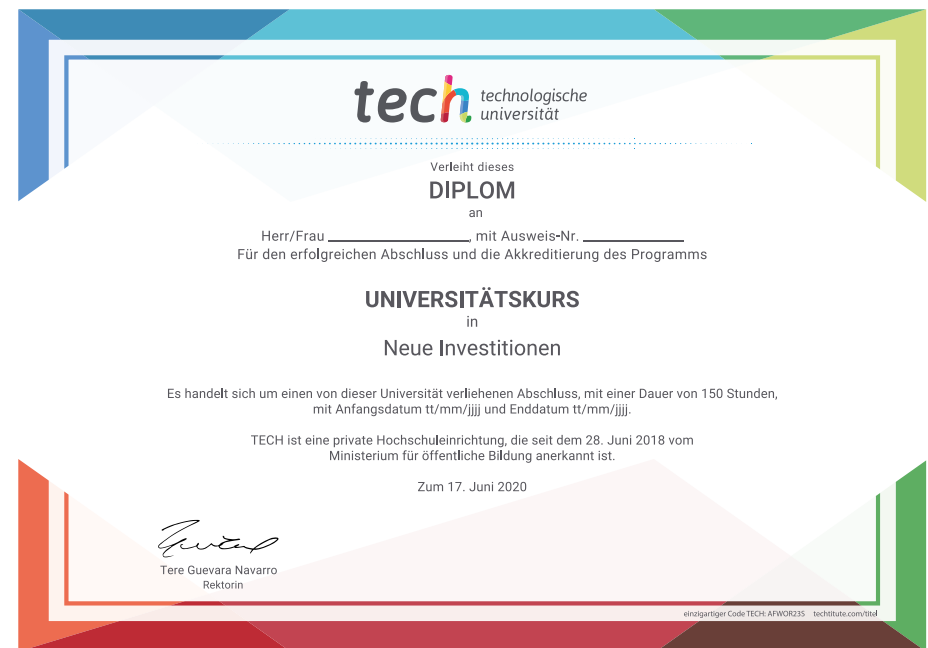 tech technologische
universität
Verleiht dieses
DIPLOM
an
Herr/Frau ____________________, mit Ausweis-Nr. ______________
Für den erfolgreichen Abschluss und die Akkreditierung des Programms
UNIVERSITÄTSKURS
in
Neue Investitionen
Es handelt sich um einen von dieser Universität verliehenen Abschluss, mit einer Dauer von 150 Stunden,
mit Anfangsdatum tt/mm/jjjj und Enddatum tt/mm/jjjj.
TECH ist eine private Hochschuleinrichtung, die seit dem 28. Juni 2018 vom
Ministerium für öffentliche Bildung anerkannt ist.
Zum 17. Juni 2020
Tere Guevara Navarro
Rektorin
einzigartiger Code TECH: AFWOR23S techtitute.com/titel